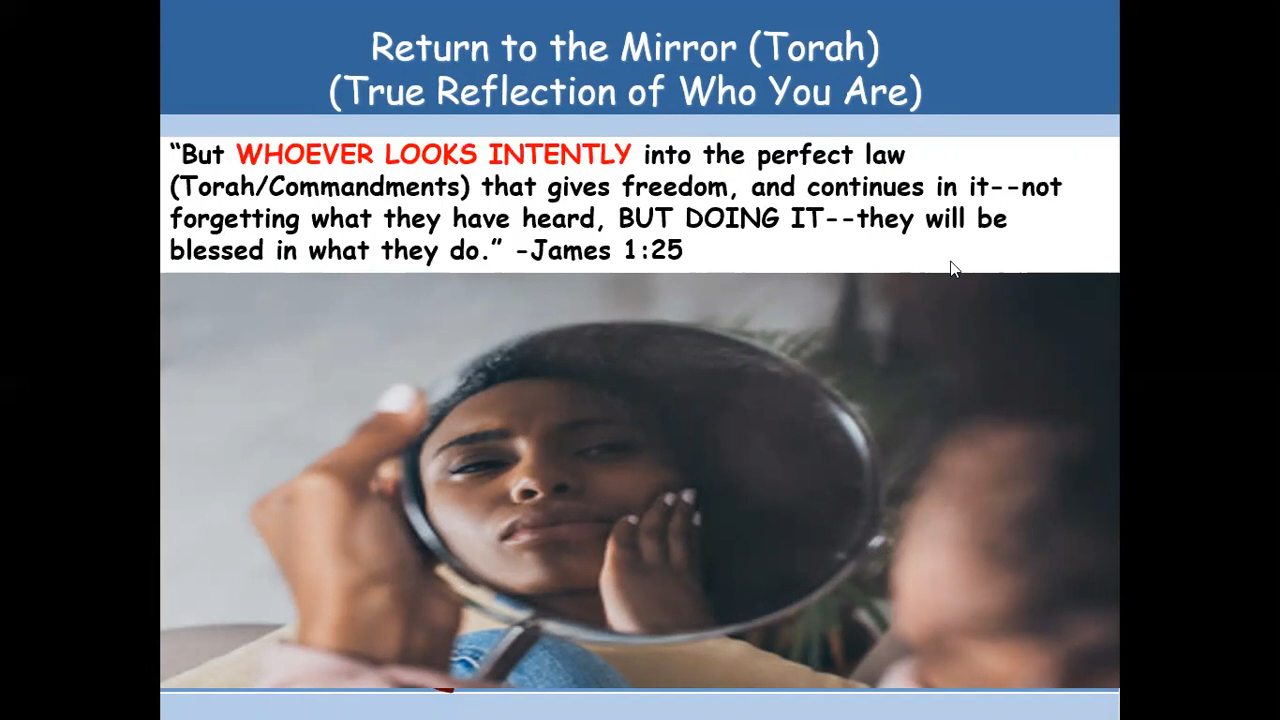 Return to the Mirror (Torah)
(True Reflection of Who You Are)
“But WHOEVER LOOKS INTENTLY into the perfect law
(Torah/Commandments) that gives freedom, and continues in it--not
forgetting what they have heard, BUT DOING IT--they will be
blessed in what they do.” -James 1:25